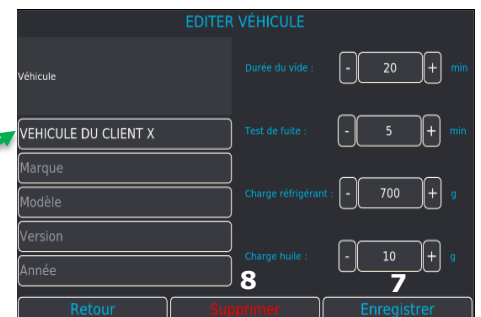 EDITER VÉHICULE
Véhicule
Durée du vide : - 20 + min
VEHICULE DU CLIENT X
Test de fuite : - 5 + min
Marque
Modèle
Charge réfrigérant : - 700 + g
Version
Année
Charge huile : - 10 + g
8 7
Retour Supprimer Enregistrer